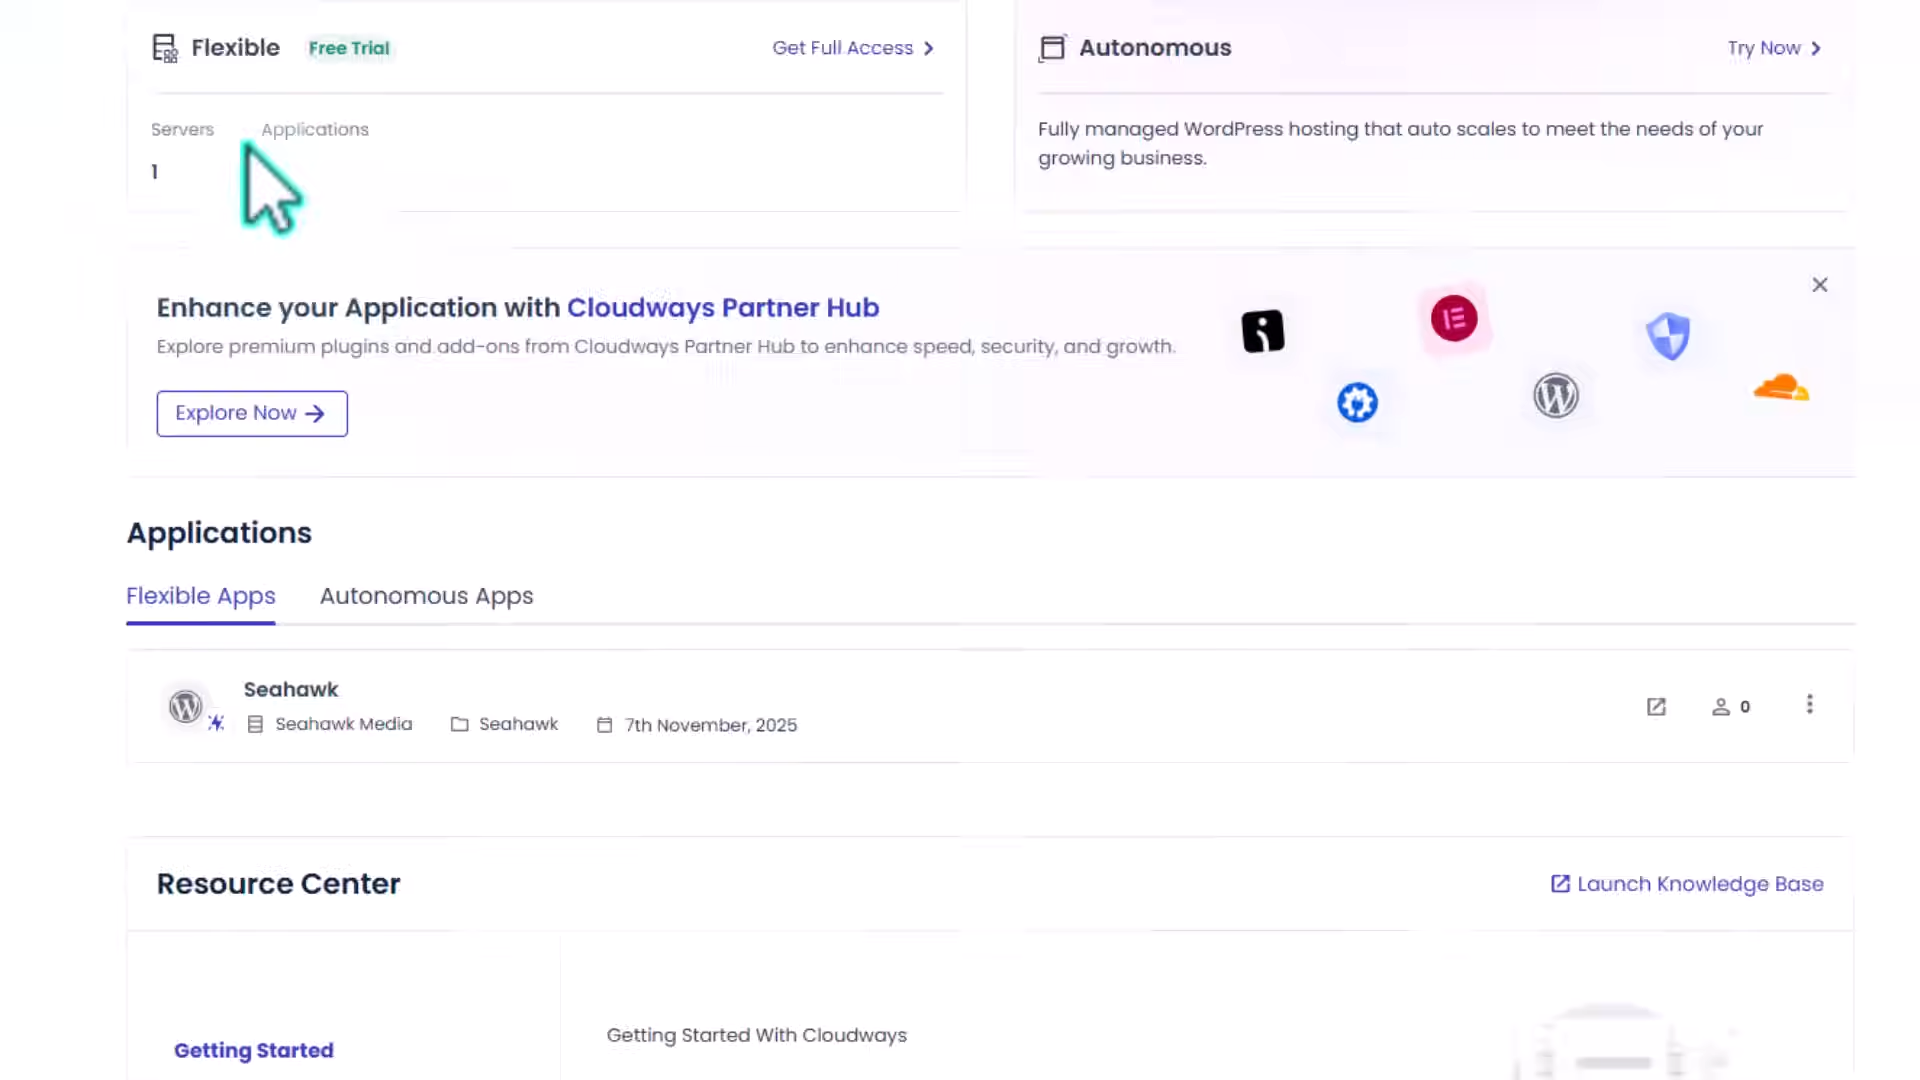 Flexible Free Trial Get Full Access
Servers Applications
1
Autonomous Try Now
Fully managed WordPress hosting that auto scales to meet the needs of your
growing business.
Enhance your Application with Cloudways Partner Hub
Explore premium plugins and add-ons from Cloudways Partner Hub to enhance speed, security, and growth.
Explore Now
Applications
Flexible Apps Autonomous Apps
Seahawk
Seahawk Media Seahawk 7th November, 2025
0
Resource Center Launch Knowledge Base
Getting Started
Getting Started With Cloudways